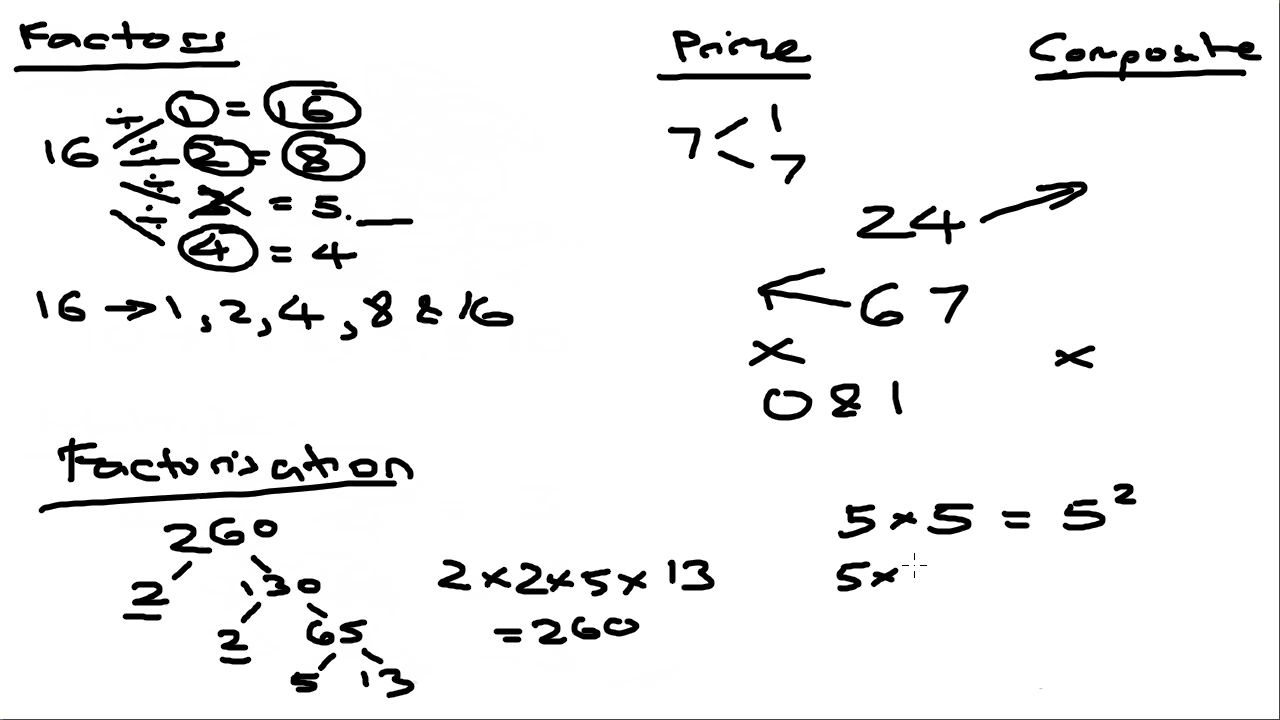 Factors
÷ 1 = 16
16 ÷ 2 = 8
÷ = 5.
÷ 4 = 4
16 → 1, 2, 4, 8 & 16
Prime
7 < 1
7
Composite
24 →
← 67
x x
0 & 1
Factorisation
260
2 130
2 65
5 13
2 x 2 x 5 x 13
= 260
5 x 5 = 5²
5 x